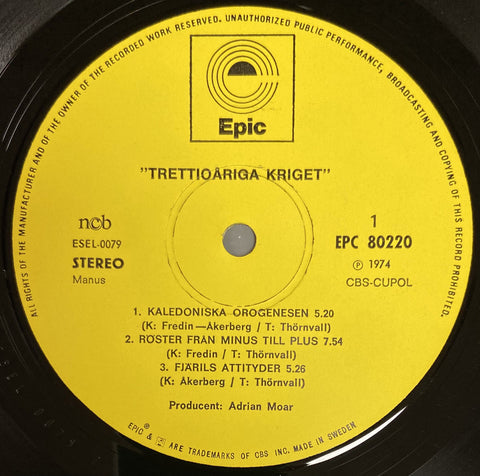 ALL RIGHTS OF THE MANUFACTURER AND OF THE OWNER OF THE RECORDED WORK RESERVED. UNAUTHORIZED PUBLIC PERFORMANCE, BROADCASTING AND COPYING OF THIS RECORD PROHIBITED.
Epic
"TRETTIOÅRIGA KRIGET"
ncb
ESEL-0079
STEREO
Manus
1
EPC 80220
Ⓟ 1974
CBS-CUPOL
1. KALEDONISKA OROGENESEN 5.20
(K: Fredin—Åkerberg / T: Thörnvall)
2. RÖSTER FRÅN MINUS TILL PLUS 7.54
(K: Fredin / T: Thörnvall)
3. FJÄRILS ATTITYDER 5.26
(K: Åkerberg / T: Thörnvall)
Producent: Adrian Moar
EPIC & ARE TRADEMARKS OF CBS INC. MADE IN SWEDEN